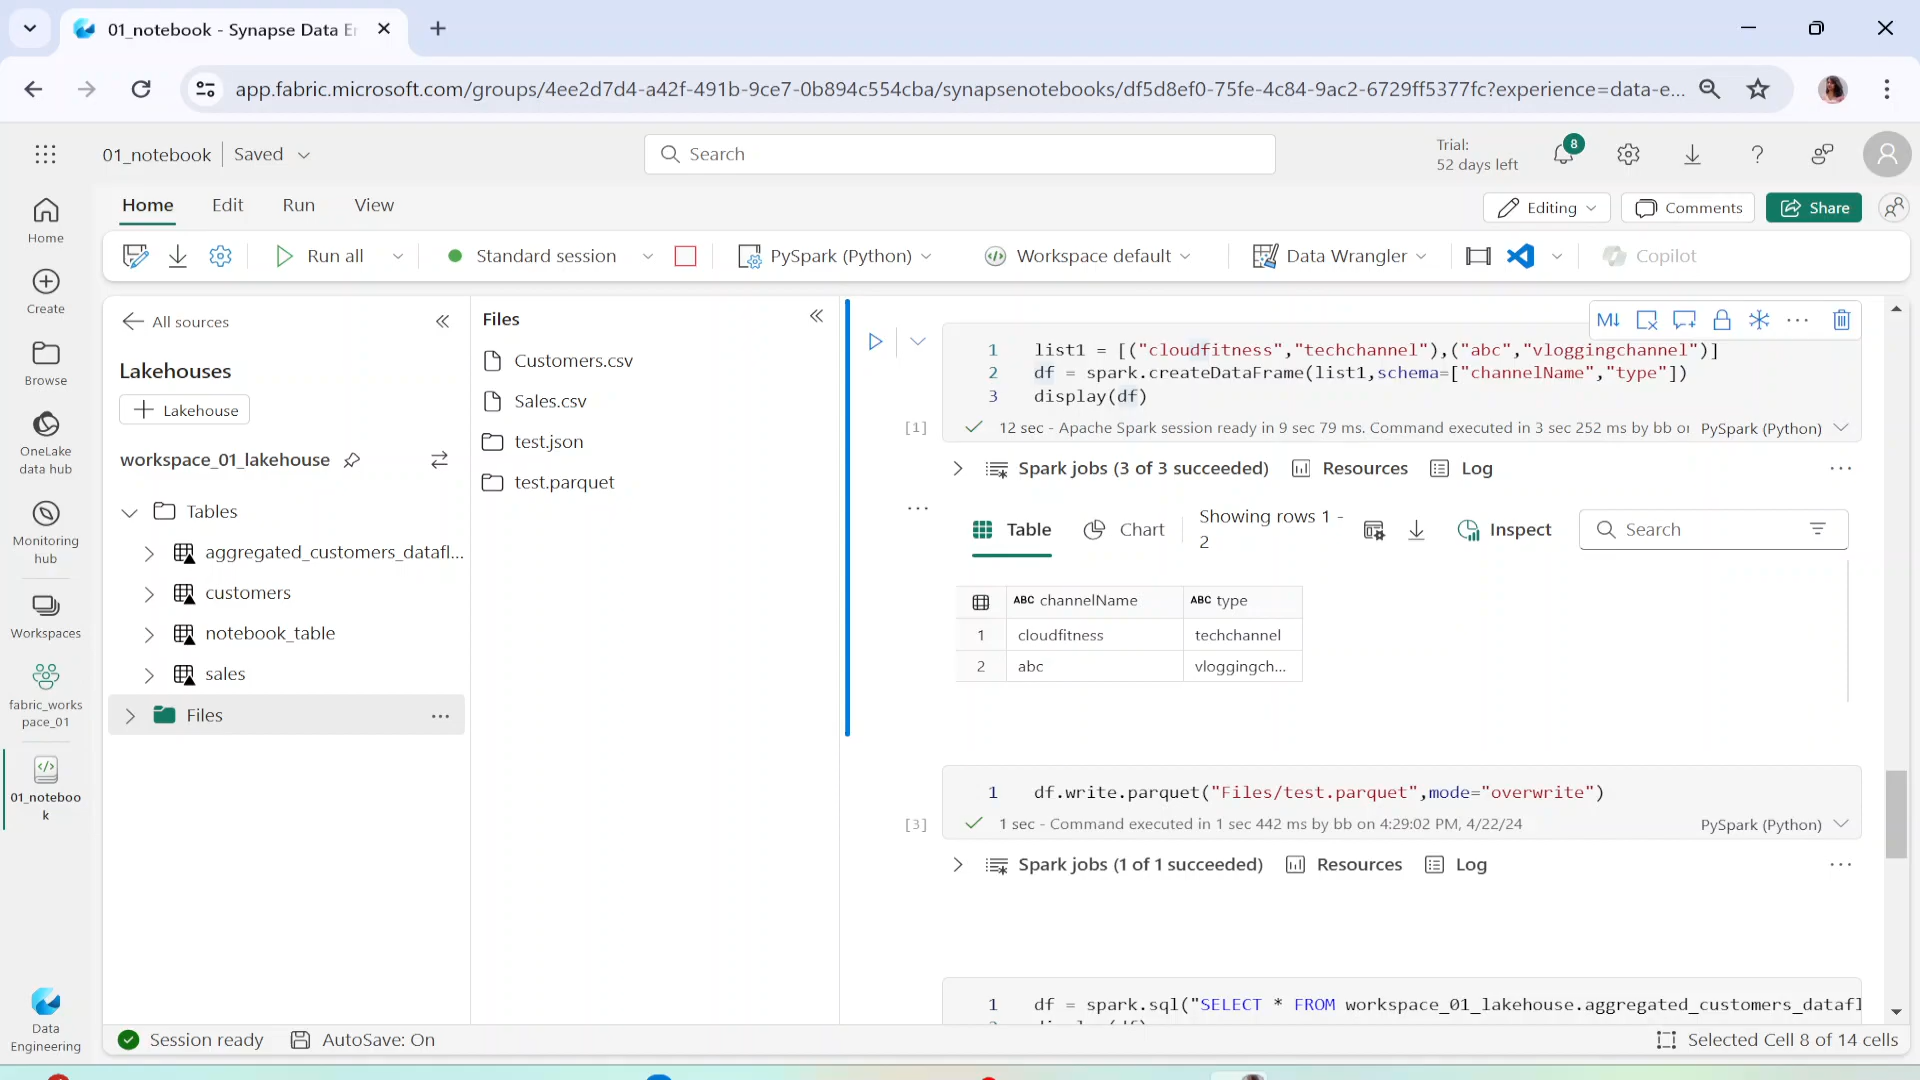 01_notebook - Synapse Data Er
app.fabric.microsoft.com/groups/4ee2d7d4-a42f-491b-9ce7-0b894c554cba/synapsenotebooks/df5d8ef0-75fe-4c84-9ac2-6729ff5377fc?experience=data-e...
01_notebook | Saved
Search
Trial:
52 days left
8
Home Edit Run View
Editing
Comments
Share
Run all
Standard session
PySpark (Python)
Workspace default
Data Wrangler
Copilot
Home
Create
Browse
OneLake
data hub
Monitoring
hub
Workspaces
fabric_works
pace_01
01_noteboo
k
Data
Engineering
All sources
Lakehouses
+ Lakehouse
workspace_01_lakehouse
Tables
aggregated_customers_datafl...
customers
notebook_table
sales
Files
Files
Customers.csv
Sales.csv
test.json
test.parquet
M↓
1 list1 = [("cloudfitness","techchannel"),("abc","vloggingchannel")]
2 df = spark.createDataFrame(list1,schema=["channelName","type"])
3 display(df)
[1] 12 sec - Apache Spark session ready in 9 sec 79 ms. Command executed in 3 sec 252 ms by bb or PySpark (Python)
Spark jobs (3 of 3 succeeded) Resources Log
Table Chart
Showing rows 1 -
2
Inspect
Search
ABC channelName ABC type
1 cloudfitness techchannel
2 abc vloggingch...
1 df.write.parquet("Files/test.parquet",mode="overwrite")
[3] 1 sec - Command executed in 1 sec 442 ms by bb on 4:29:02 PM, 4/22/24 PySpark (Python)
Spark jobs (1 of 1 succeeded) Resources Log
1 df = spark.sql("SELECT * FROM workspace_01_lakehouse.aggregated_customers_datafl
Session ready
AutoSave: On
Selected Cell 8 of 14 cells